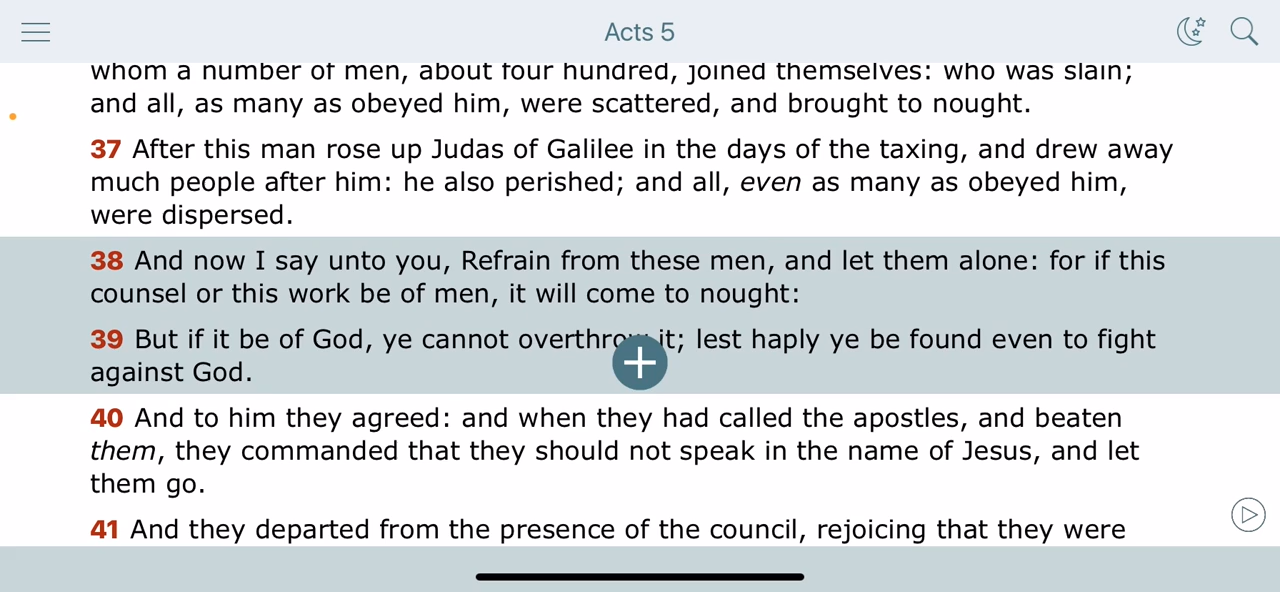 Acts 5
whom a number of men, about four hundred, joined themselves: who was slain;
and all, as many as obeyed him, were scattered, and brought to nought.
37 After this man rose up Judas of Galilee in the days of the taxing, and drew away
much people after him: he also perished; and all, even as many as obeyed him,
were dispersed.
38 And now I say unto you, Refrain from these men, and let them alone: for if this
counsel or this work be of men, it will come to nought:
39 But if it be of God, ye cannot overthrow it; lest haply ye be found even to fight
against God.
40 And to him they agreed: and when they had called the apostles, and beaten
them, they commanded that they should not speak in the name of Jesus, and let
them go.
41 And they departed from the presence of the council, rejoicing that they were